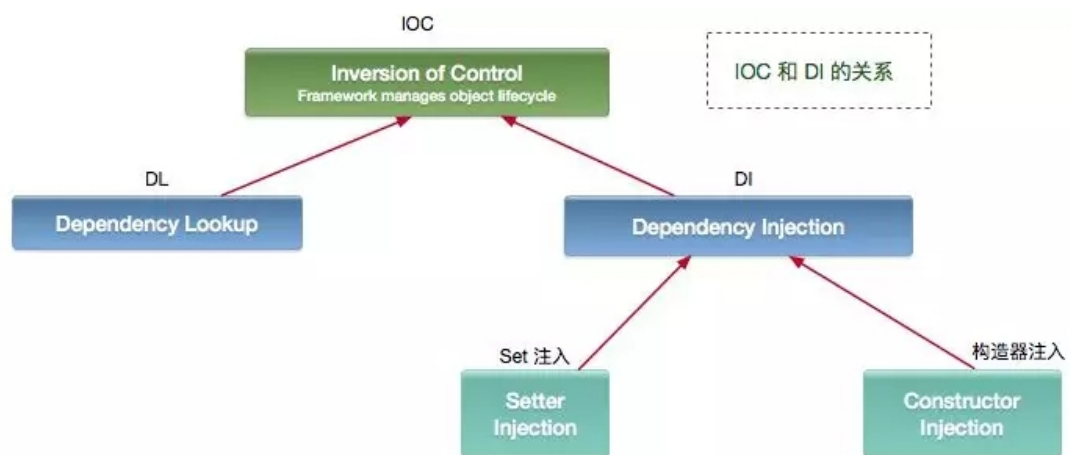 IOC
Inversion of Control
Framework manages object lifecycle
IOC 和 DI 的关系
DL
DI
Dependency Lookup
Dependency Injection
Set 注入
构造器注入
Setter
Injection
Constructor
Injection